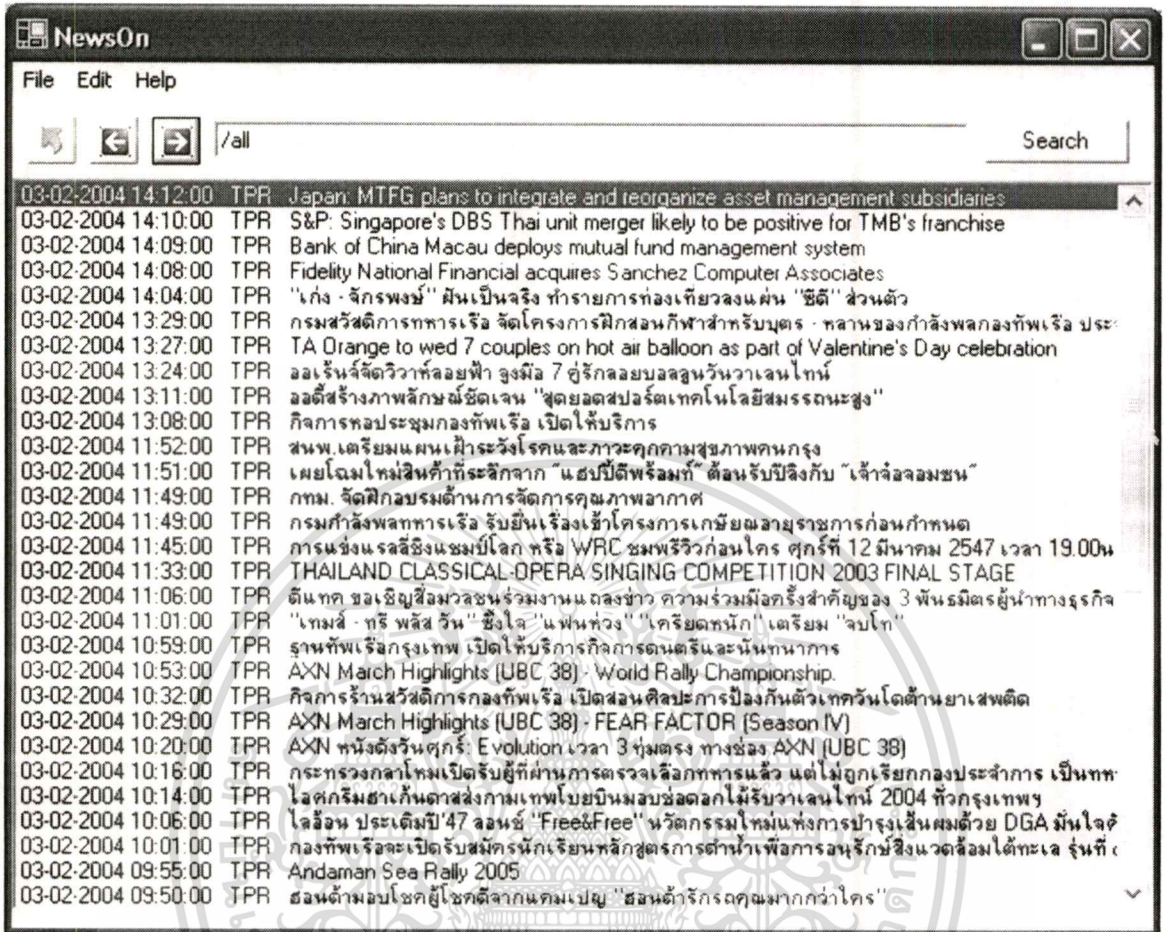 NewsOn
File Edit Help
/all Search
03-02-2004 14:12:00 TPR Japan: MTFG plans to integrate and reorganize asset management subsidiaries
03-02-2004 14:10:00 TPR S&P: Singapore's DBS Thai unit merger likely to be positive for TMB's franchise
03-02-2004 14:09:00 TPR Bank of China Macau deploys mutual fund management system
03-02-2004 14:08:00 TPR Fidelity National Financial acquires Sanchez Computer Associates
03-02-2004 14:04:00 TPR "เก่ง - จักรพงษ์" ฝันเป็นจริง ทำรายการท่องเที่ยวลงแผ่น "ซีดี" ส่วนตัว
03-02-2004 13:29:00 TPR กรมสวัสดิการทหารเรือ จัดโครงการฝึกสอนกีฬาสำหรับบุตร - หลานของกำลังพลกองทัพเรือ
03-02-2004 13:27:00 TPR TA Orange to wed 7 couples on hot air balloon as part of Valentine's Day celebration
03-02-2004 13:24:00 TPR ออเร้นจ์จัดวิวาห์ลอยฟ้า จูงมือ 7 คู่รักลอยบอลลูนวันวาเลนไทน์
03-02-2004 13:11:00 TPR ออดี้สร้างภาพลักษณ์ชัดเจน "สุดยอดสปอร์ตเทคโนโลยีสมรรถนะสูง"
03-02-2004 13:08:00 TPR กิจการหอประชุมกองทัพเรือ เปิดให้บริการ
03-02-2004 11:52:00 TPR สนพ.เตรียมแผนเฝ้าระวังโรคและภาวะคุกคามสุขภาพคนกรุง
03-02-2004 11:51:00 TPR เผยโฉมใหม่สินค้าที่ระลึกจาก "แฮปปี้ดีพร้อมท์" ต้อนรับปีลิงกับ "เจ้าจ๋อจอมซน"
03-02-2004 11:49:00 TPR กทม. จัดฝึกอบรมด้านการจัดการคุณภาพอากาศ
03-02-2004 11:49:00 TPR กรมกำลังพลทหารเรือ รับยื่นเรื่องเข้าโครงการเกษียณอายุราชการก่อนกำหนด
03-02-2004 11:45:00 TPR การแข่งแรลลี่ชิงแชมป์โลก หรือ WRC ชมพรีวิวก่อนใคร ศุกร์ที่ 12 มีนาคม 2547 เวลา 19.00น
03-02-2004 11:33:00 TPR THAILAND CLASSICAL OPERA SINGING COMPETITION 2003 FINAL STAGE
03-02-2004 11:06:00 TPR ดีแทค ขอเชิญสื่อมวลชนร่วมงานแถลงข่าว ความร่วมมือครั้งสำคัญของ 3 พันธมิตรผู้นำทางธุรกิจ
03-02-2004 11:01:00 TPR "เทมส์ - ทรี พลัส วัน" ซึ้งใจ "แฟนห่วง" "เครียดหนัก" เตรียม "จบโท"
03-02-2004 10:59:00 TPR ฐานทัพเรือกรุงเทพ เปิดให้บริการกิจการดนตรีและนันทนาการ
03-02-2004 10:53:00 TPR AXN March Highlights (UBC 38) - World Rally Championship.
03-02-2004 10:32:00 TPR กิจการร้านสวัสดิการกองทัพเรือ เปิดสอนศิลปะการป้องกันตัวเทควันโดต้านยาเสพติด
03-02-2004 10:29:00 TPR AXN March Highlights (UBC 38) - FEAR FACTOR (Season IV)
03-02-2004 10:20:00 TPR AXN หนังดังวันศุกร์: Evolution เวลา 3 ทุ่มตรง ทางช่อง AXN (UBC 38)
03-02-2004 10:16:00 TPR กระทรวงกลาโหมเปิดรับผู้ที่ผ่านการตรวจเลือกทหารแล้ว แต่ไม่ถูกเรียกกองประจำการ
03-02-2004 10:14:00 TPR ไอศกรีมฮาเก้นดาสส่งกามเทพโบยบินมอบช่อดอกไม้รับวาเลนไทน์ 2004 ทั่วกรุงเทพฯ
03-02-2004 10:06:00 TPR ไลอ้อน ประเดิมปี'47 ลอนช์ "Free&Free" นวัตกรรมใหม่แห่งการบำรุงเส้นผมด้วย DGA
03-02-2004 10:01:00 TPR กองทัพเรือจะเปิดรับสมัครนักเรียนหลักสูตรการดำน้ำเพื่อการอนุรักษ์สิ่งแวดล้อมใต้ทะเล รุ่นที่
03-02-2004 09:55:00 TPR Andaman Sea Rally 2005
03-02-2004 09:50:00 TPR ฮอนด้ามอบโชคผู้โชคดีจากแคมเปญ "ฮอนด้ารักรถคุณมากกว่าใคร"